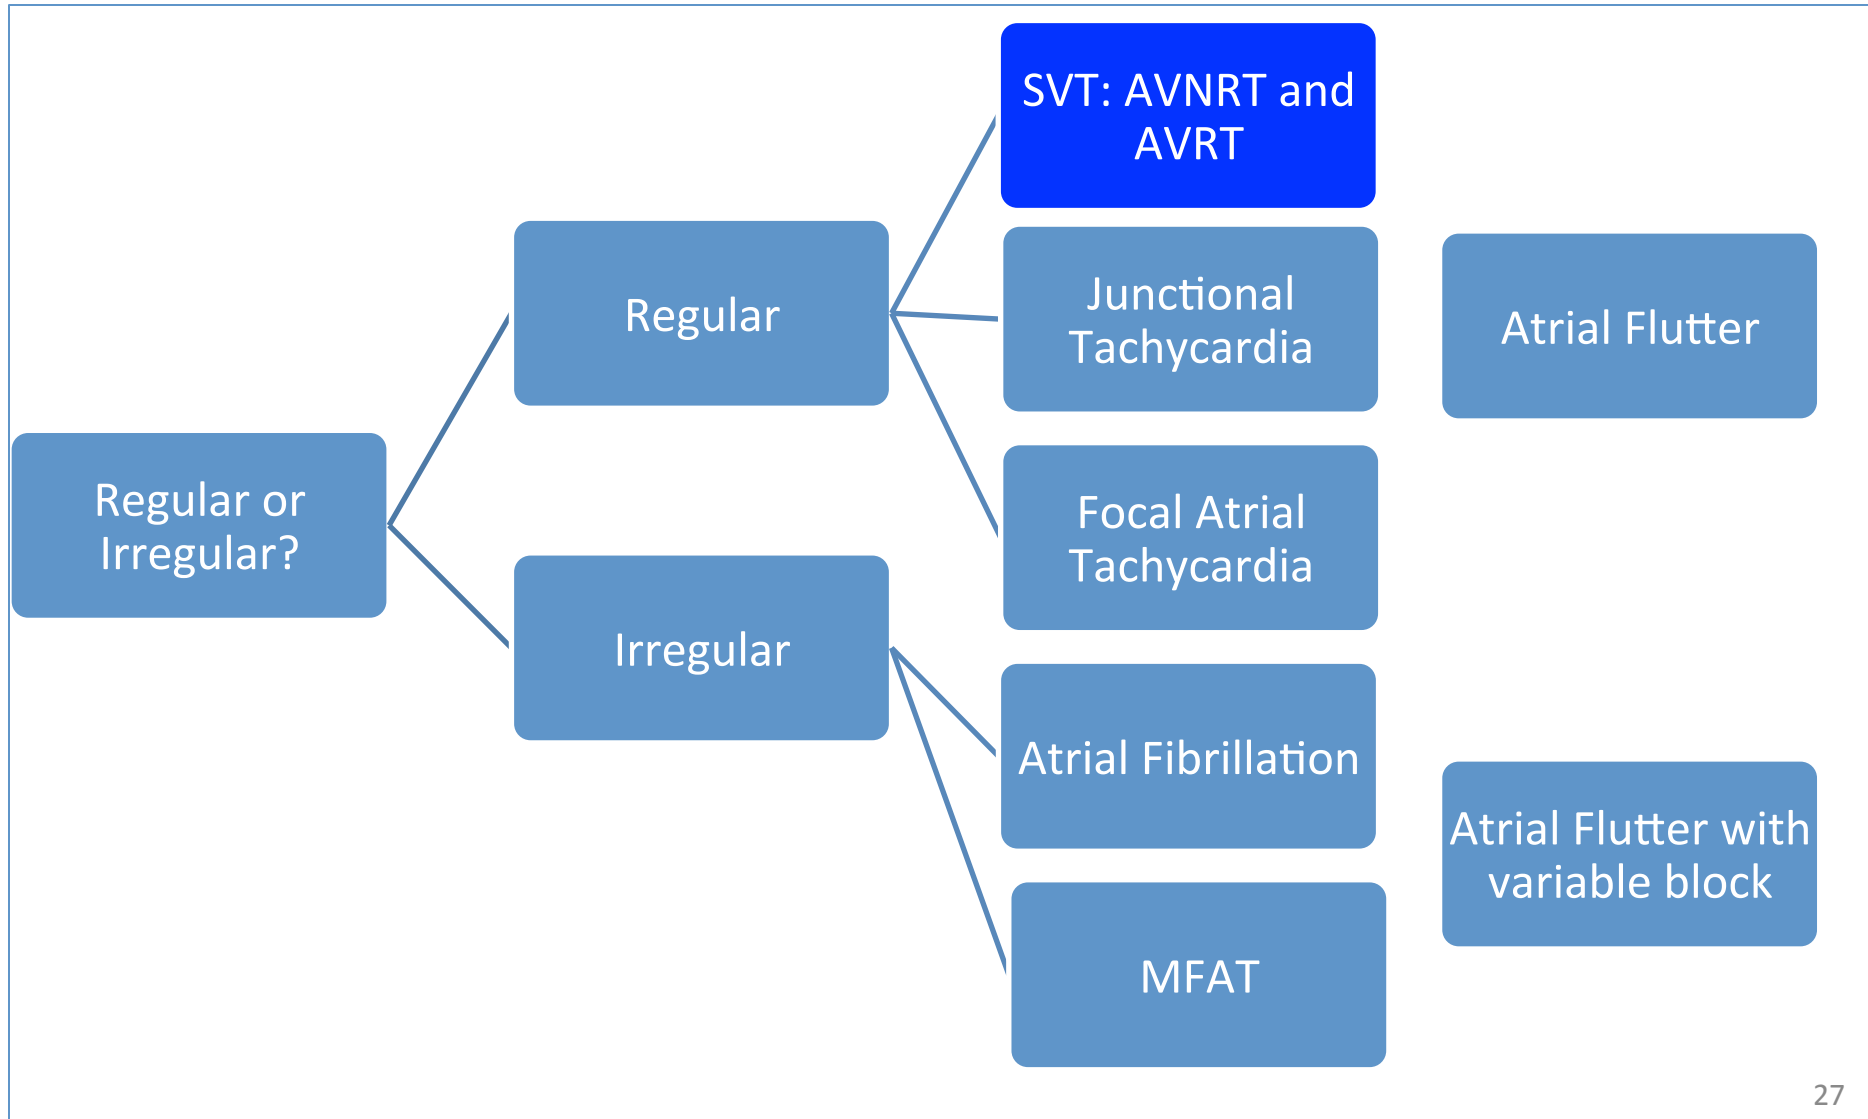 SVT: AVNRT and
AVRT
Regular
Junctional
Tachycardia
Atrial Flutter
Regular or
Irregular?
Focal Atrial
Tachycardia
Irregular
Atrial Fibrillation
Atrial Flutter with
variable block
MFAT
27